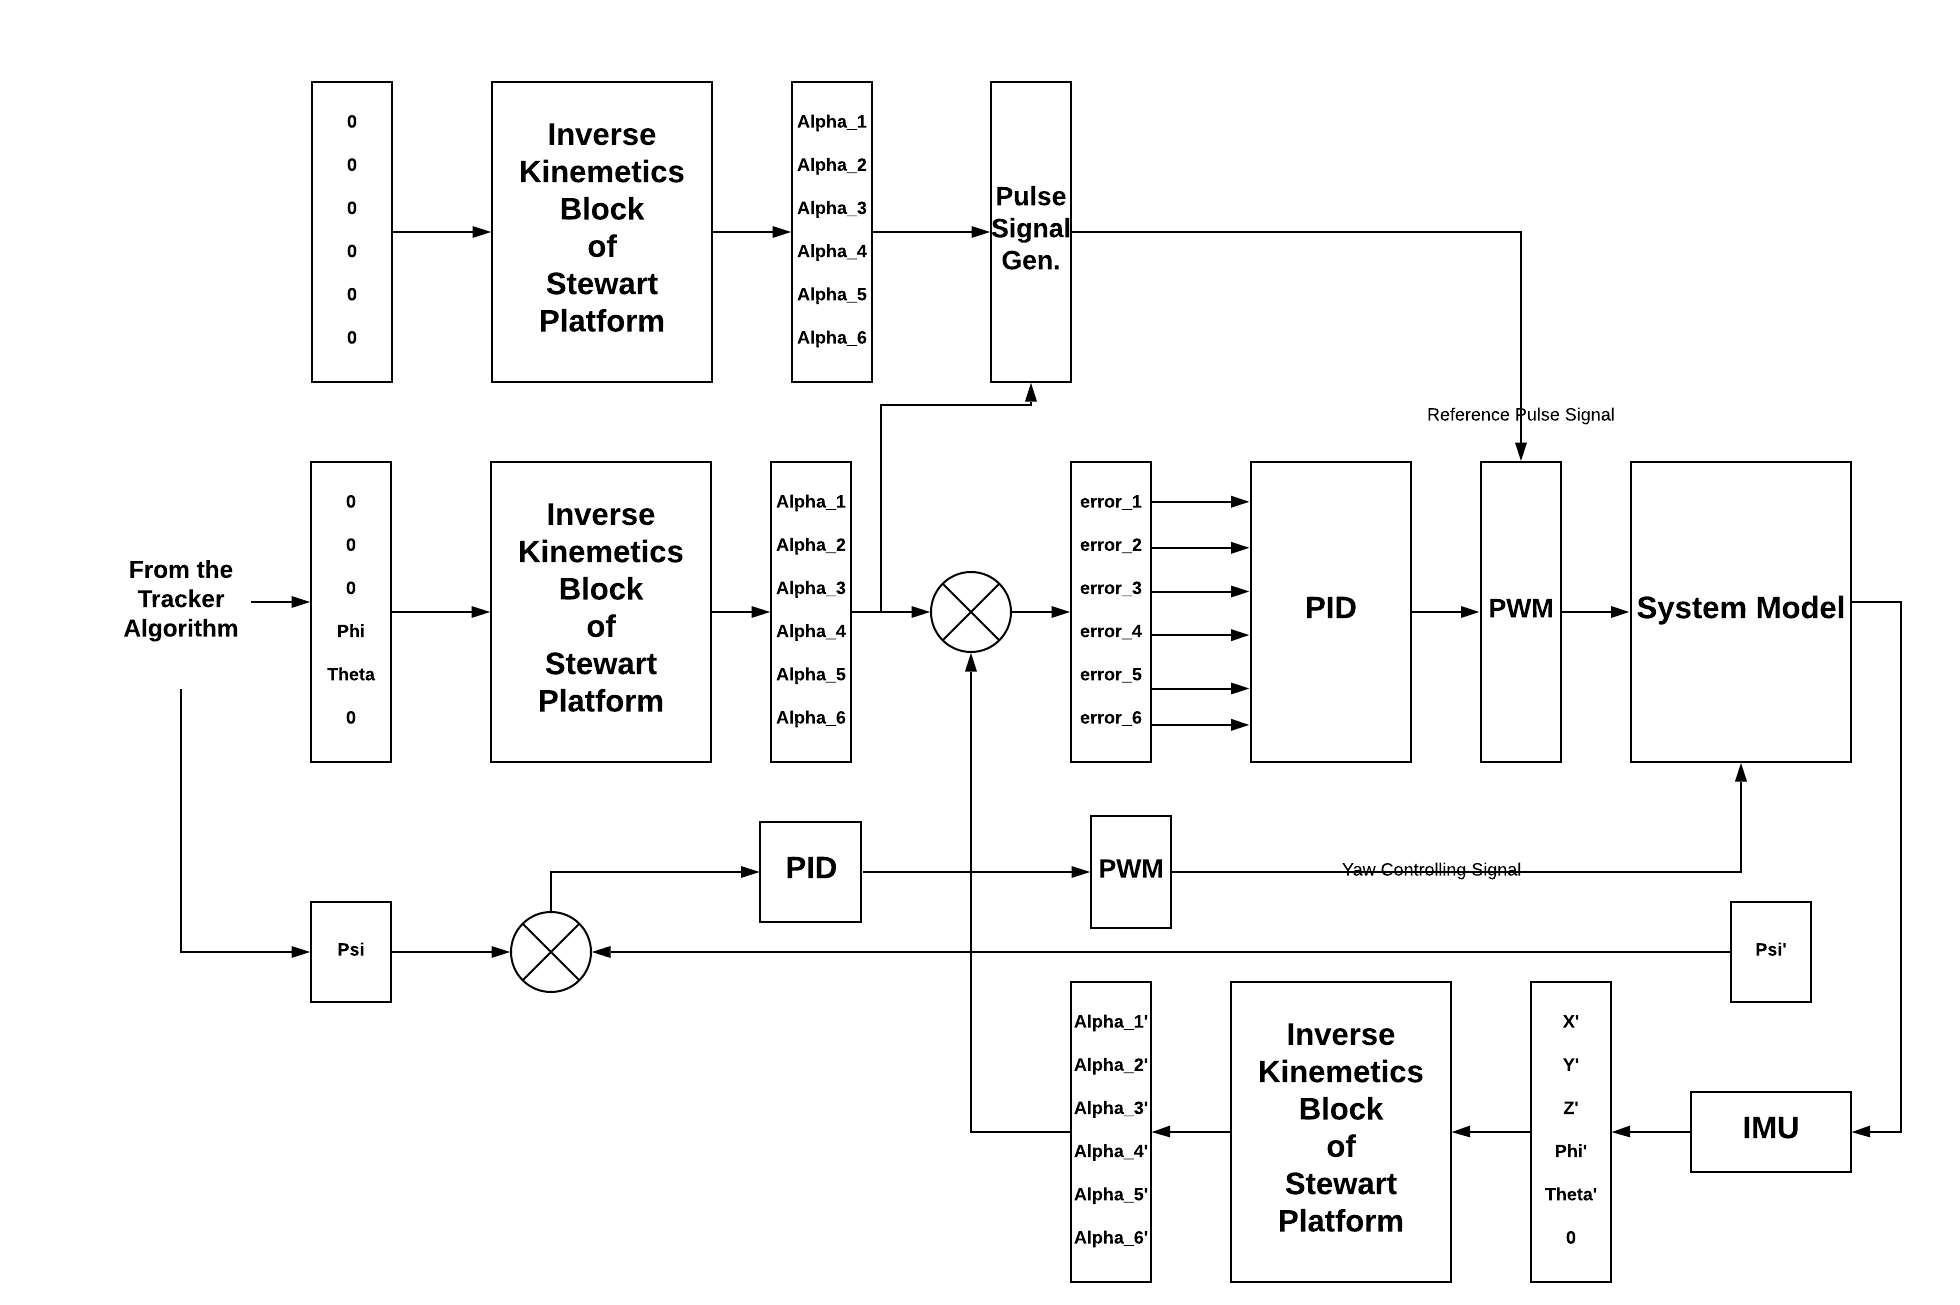 0
0
0
0
0
0
Inverse
Kinemetics
Block
of
Stewart
Platform
Alpha_1
Alpha_2
Alpha_3
Alpha_4
Alpha_5
Alpha_6
Pulse
Signal
Gen.
Reference Pulse Signal
From the
Tracker
Algorithm
0
0
0
Phi
Theta
0
Inverse
Kinemetics
Block
of
Stewart
Platform
Alpha_1
Alpha_2
Alpha_3
Alpha_4
Alpha_5
Alpha_6
error_1
error_2
error_3
error_4
error_5
error_6
PID
PWM
System Model
PID
PWM
Yaw Controlling Signal
Psi
Psi'
Alpha_1'
Alpha_2'
Alpha_3'
Alpha_4'
Alpha_5'
Alpha_6'
Inverse
Kinemetics
Block
of
Stewart
Platform
X'
Y'
Z'
Phi'
Theta'
0
IMU